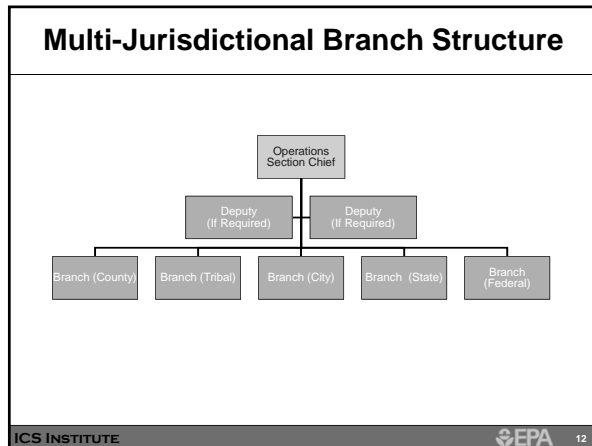 Multi-Jurisdictional Branch Structure
Operations
Section Chief
Deputy
(If Required)
Deputy
(If Required)
Branch (County)
Branch (Tribal)
Branch (City)
Branch (State)
Branch
(Federal)
ICS INSTITUTE
EPA
12